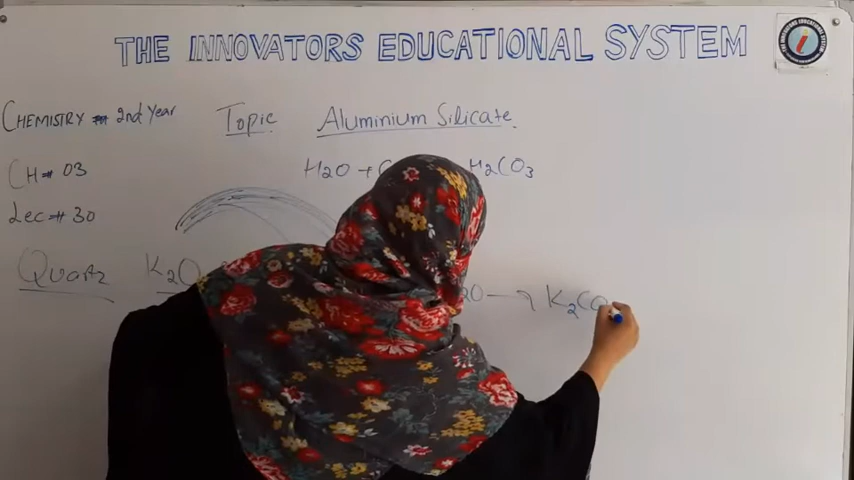 THE INNOVATORS EDUCATIONAL SYSTEM
CHEMISTRY 2nd Year Topic Aluminium Silicate
CH# 03 H2O + C H2CO3
Lec# 30
Quartz K2O 2O → K2CO